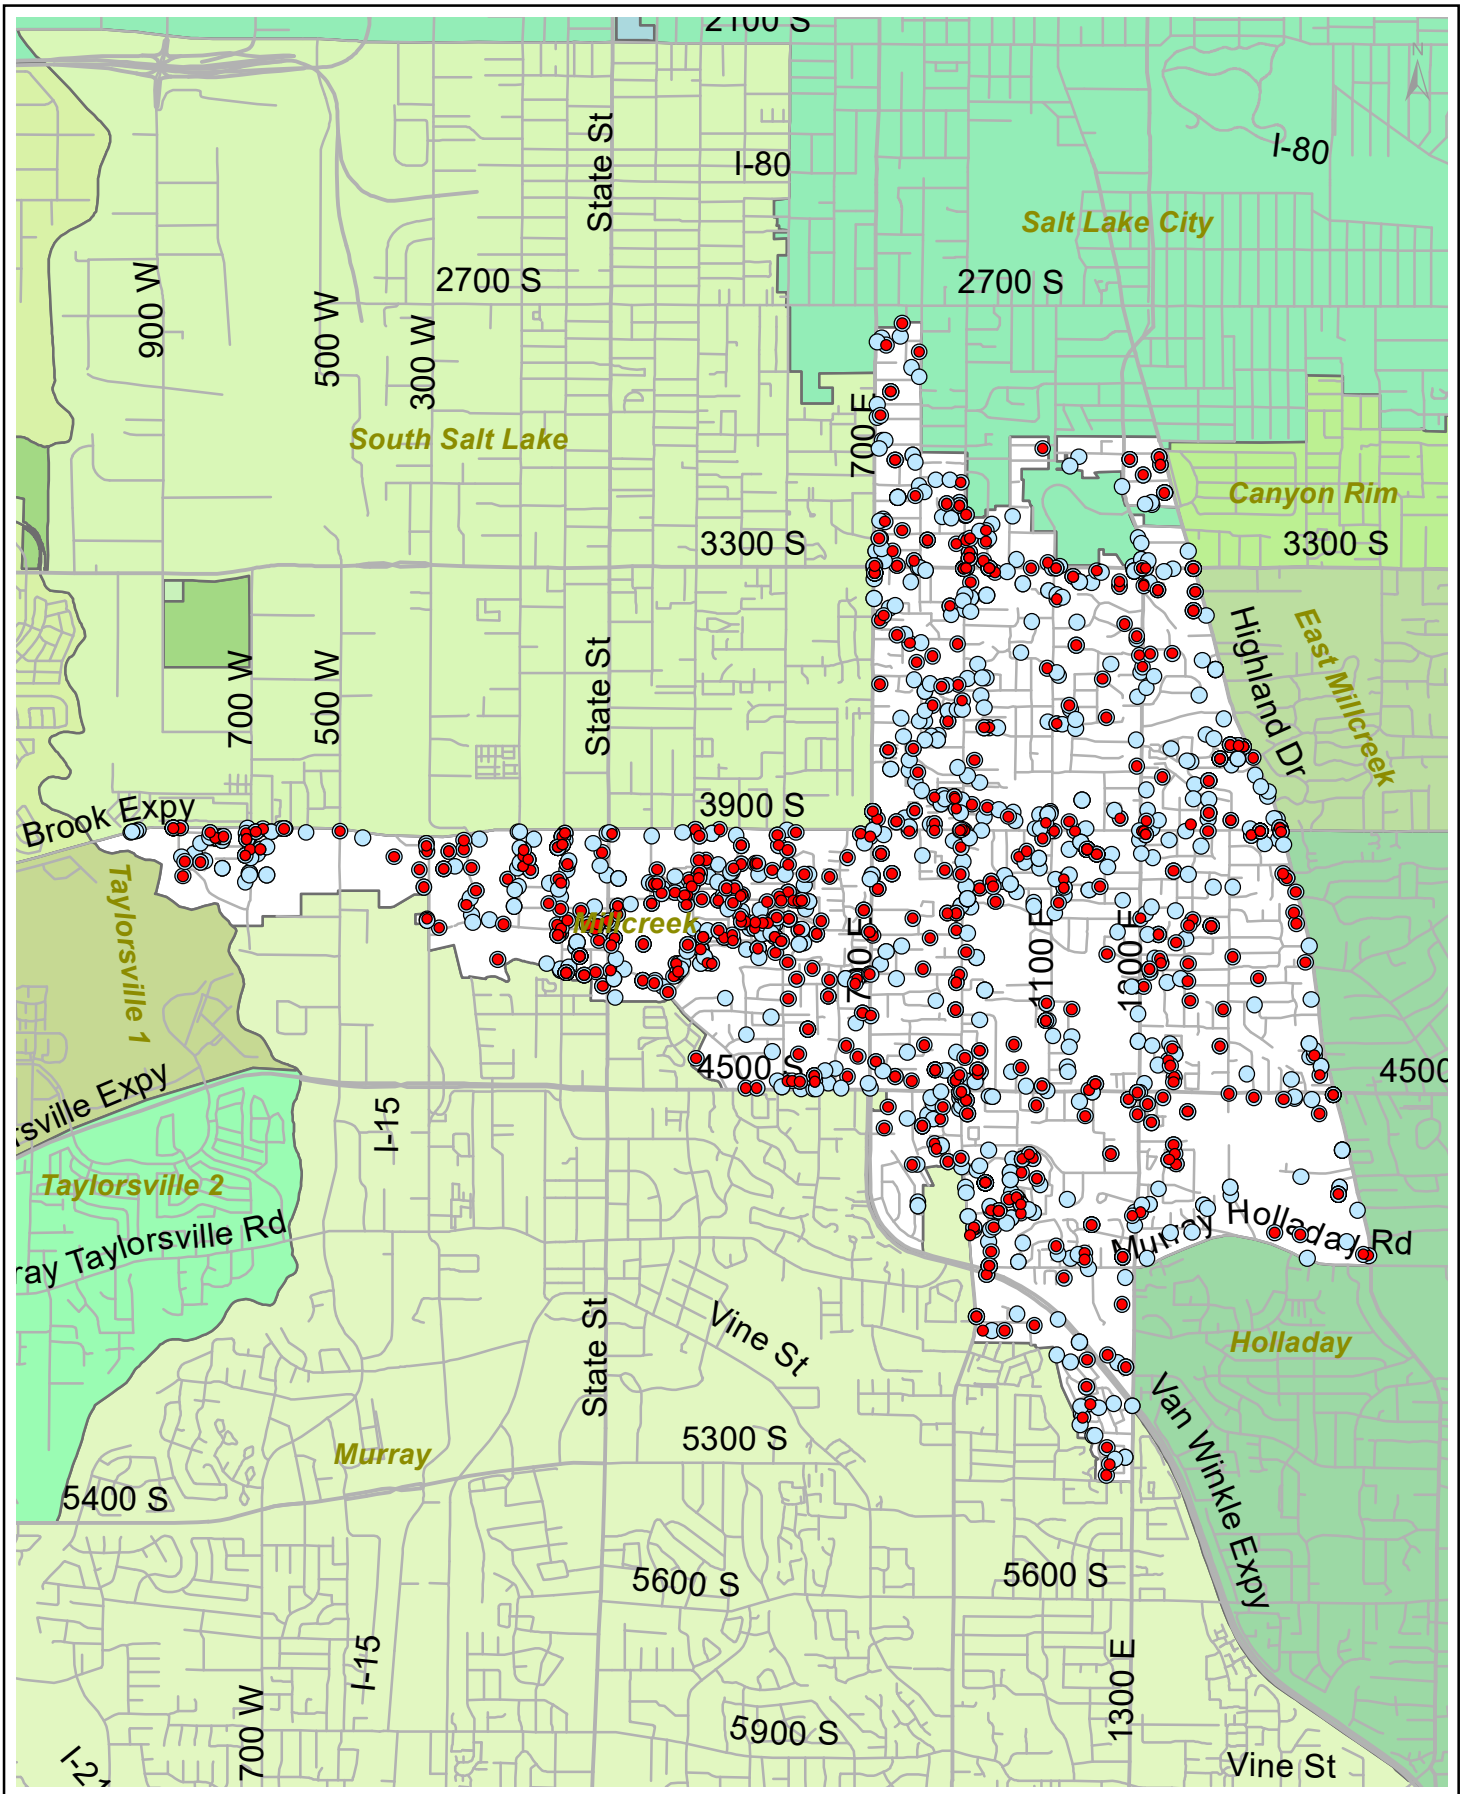 2100 S
N
I-80
I-80
State St
Salt Lake City
2700 S
2700 S
900 W
500 W
300 W
700 E
South Salt Lake
Canyon Rim
3300 S
3300 S
Highland Dr
East Millcreek
700 W
500 W
State St
3900 S
Brook Expy
Taylorsville 1
Millcreek
700 E
1100 E
1300 E
4500 S
4500
rsville Expy
I-15
Taylorsville 2
ray Taylorsville Rd
Murray Holladay Rd
State St
Vine St
Holladay
Van Winkle Expy
5300 S
Murray
5400 S
5600 S
5600 S
I-15
1300 E
700 W
5900 S
I-21
Vine St